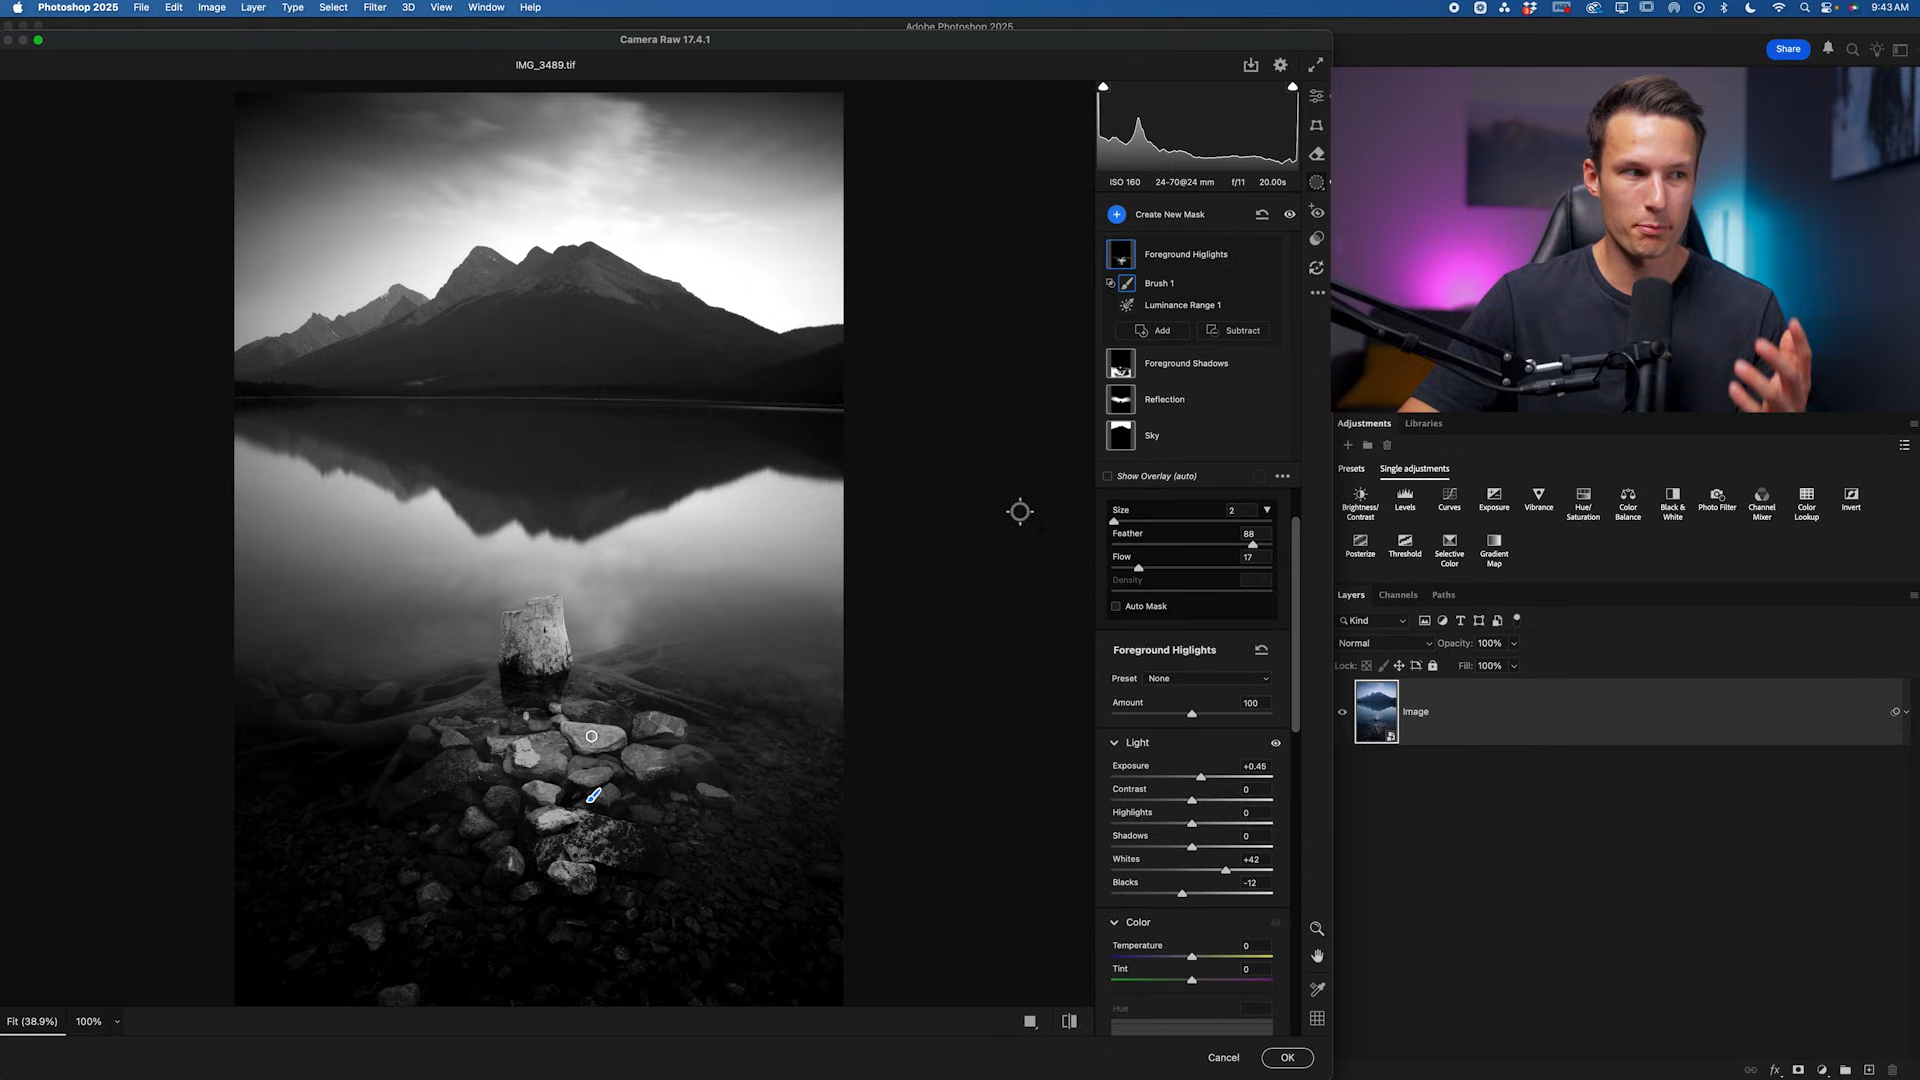 Photoshop 2025 File Edit Image Layer Type Select Filter 3D View Window Help 9:43 AM
Adobe Photoshop 2025
Camera Raw 17.4.1
Share
IMG_3489.tif
ISO 160 24-70@24 mm f/11 20.00s
Create New Mask
Foreground Higlights
Brush 1
Luminance Range 1
Add Subtract
Foreground Shadows
Reflection
Sky
Show Overlay (auto)
Size 2
Feather 88
Flow 17
Density
Auto Mask
Foreground Higlights
Preset None
Amount 100
Light
Exposure +0.45
Contrast 0
Highlights 0
Shadows 0
Whites +42
Blacks -12
Color
Temperature 0
Tint 0
Hue
Fit (38.9%) 100%
Cancel OK
Adjustments Libraries
Presets Single adjustments
Brightness/
Contrast
Levels
Curves
Exposure
Vibrance
Hue/
Saturation
Color
Balance
Black &
White
Photo Filter
Channel
Mixer
Color
Lookup
Invert
Posterize
Threshold
Selective
Color
Gradient
Map
Layers Channels Paths
Kind
Normal Opacity: 100%
Lock: Fill: 100%
Image
fx